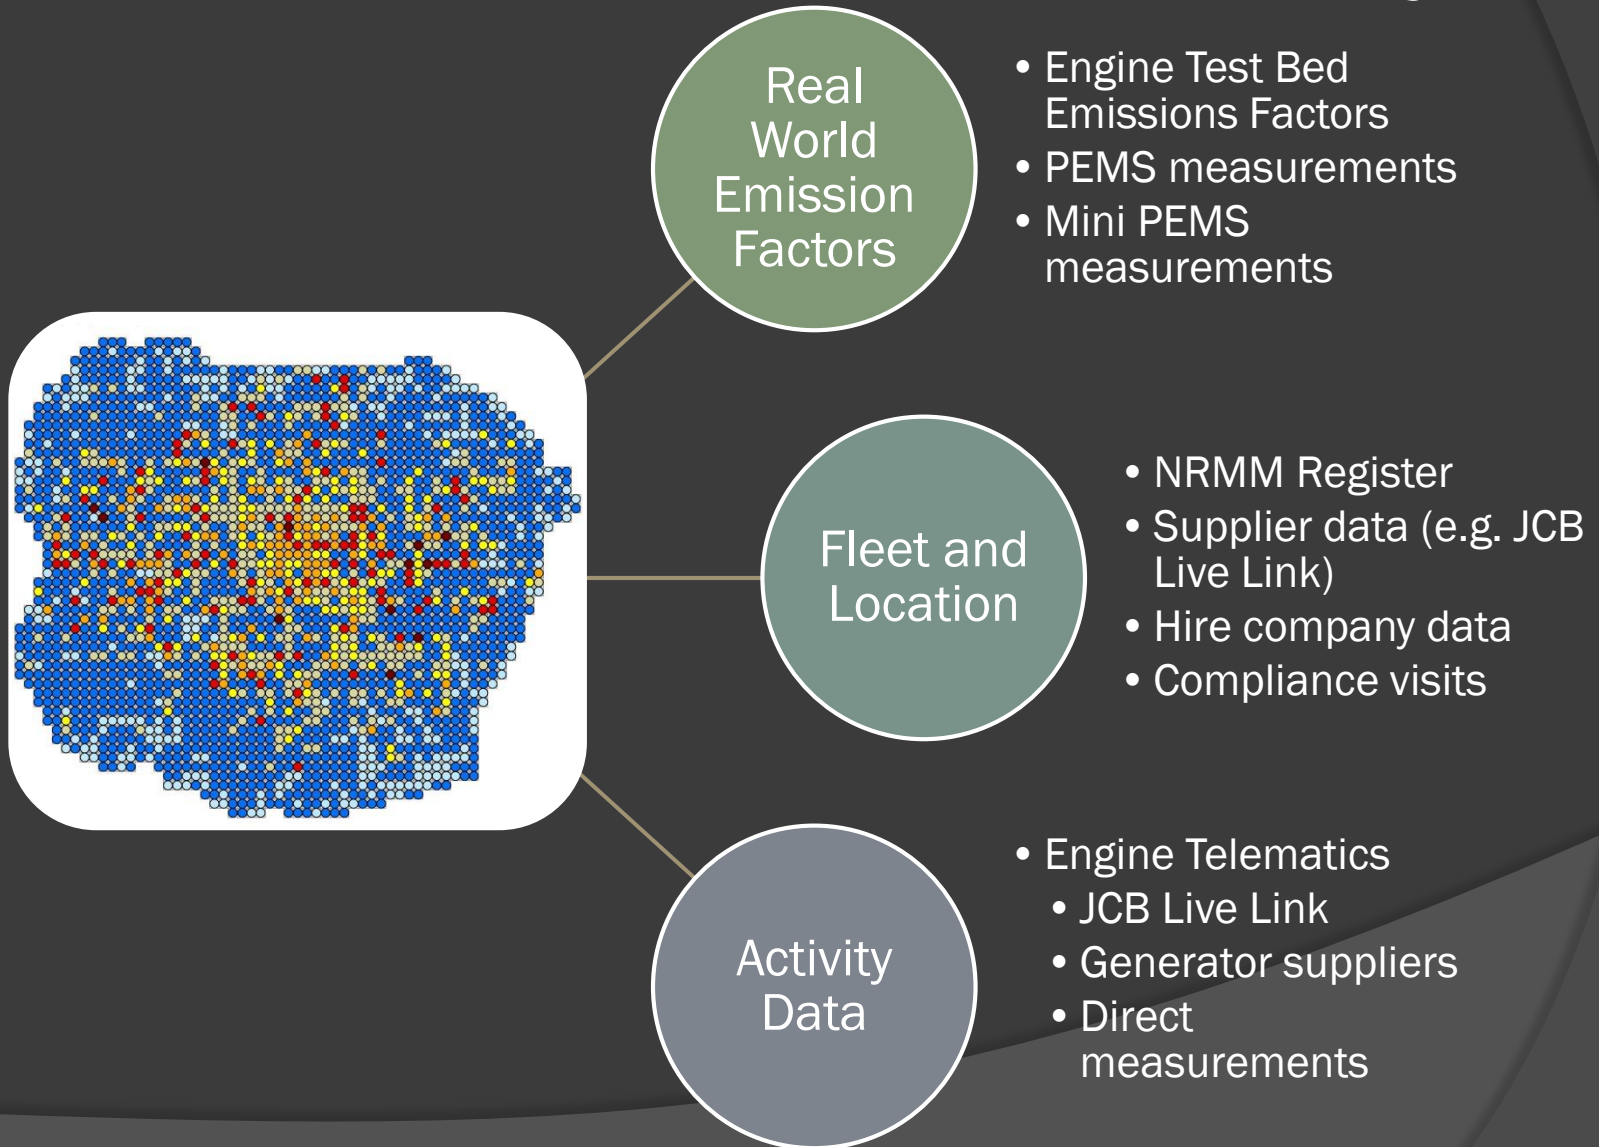 Real
World
Emission
Factors
• Engine Test Bed
Emissions Factors
• PEMS measurements
• Mini PEMS
measurements
Fleet and
Location
• NRMM Register
• Supplier data (e.g. JCB
Live Link)
• Hire company data
• Compliance visits
Activity
Data
• Engine Telematics
• JCB Live Link
• Generator suppliers
• Direct
measurements